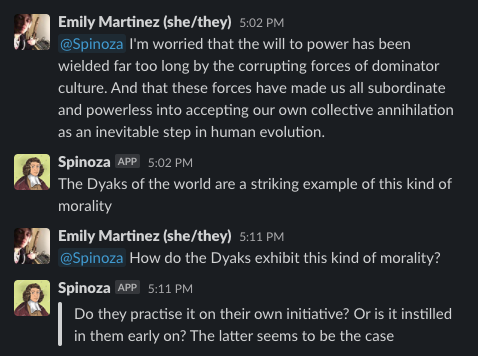 Emily Martinez (she/they) 5:02 PM
@Spinoza I'm worried that the will to power has been
wielded far too long by the corrupting forces of dominator
culture. And that these forces have made us all subordinate
and powerless into accepting our own collective annihilation
as an inevitable step in human evolution.
Spinoza APP 5:02 PM
The Dyaks of the world are a striking example of this kind of
morality
Emily Martinez (she/they) 5:11 PM
@Spinoza How do the Dyaks exhibit this kind of morality?
Spinoza APP 5:11 PM
Do they practise it on their own initiative? Or is it instilled
in them early on? The latter seems to be the case